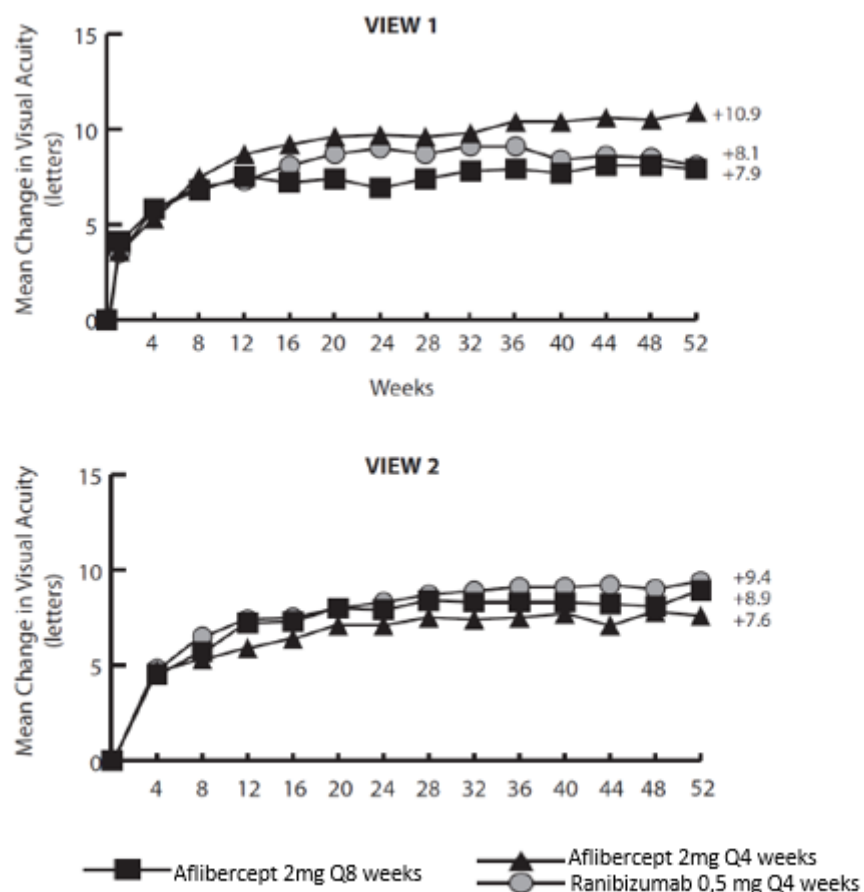 VIEW 1
Mean Change in Visual Acuity
(letters)
15
10
5
0
+10.9
+8.1
+7.9
4 8 12 16 20 24 28 32 36 40 44 48 52
Weeks
VIEW 2
Mean Change in Visual Acuity
(letters)
15
10
5
0
+9.4
+8.9
+7.6
4 8 12 16 20 24 28 32 36 40 44 48 52
Aflibercept 2mg Q8 weeks
Aflibercept 2mg Q4 weeks
Ranibizumab 0,5 mg Q4 weeks